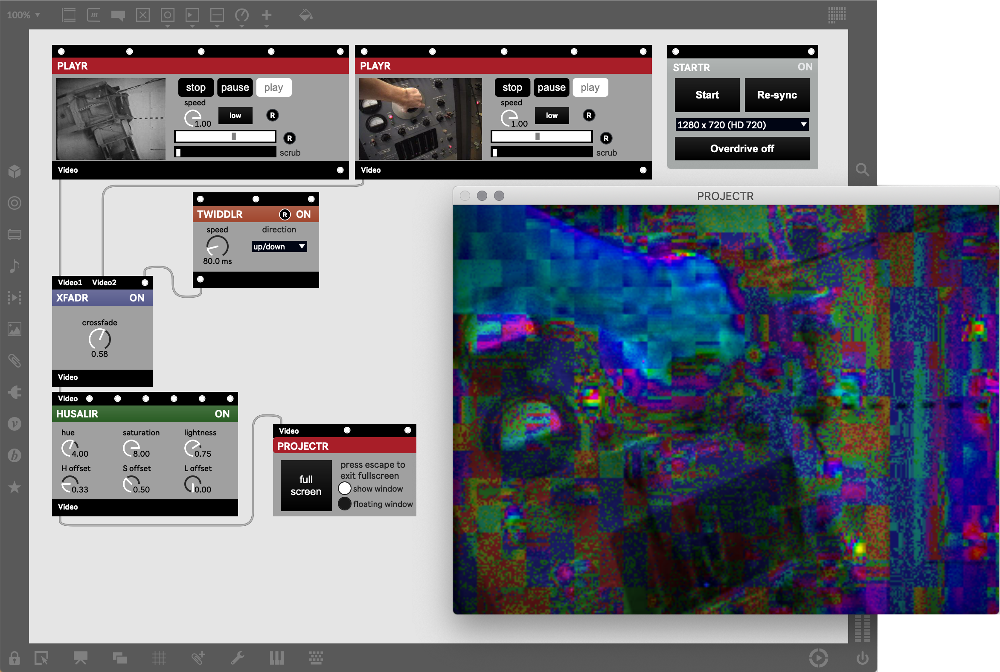 100%
m
PLAYR
stop pause play
speed
1.00
low
R
R
scrub
Video
PLAYR
stop pause play
speed
1.00
low
R
R
scrub
Video
STARTR ON
Start Re-sync
1280 x 720 (HD 720)
Overdrive off
TWIDDLR R ON
speed direction
up/down
80.0 ms
Video1 Video2
XFADR ON
crossfade
0.58
Video
Video
HUSALIR ON
hue saturation lightness
4.00 8.00 0.75
H offset S offset L offset
0.33 0.50 0.00
Video
Video
PROJECTR
full
screen
press escape to
exit fullscreen
show window
floating window
PROJECTR
v
b